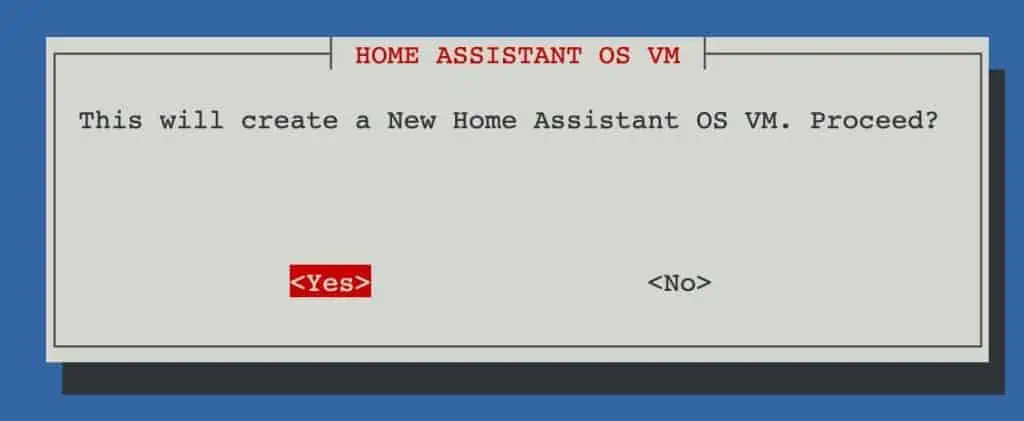 HOME ASSISTANT OS VM
This will create a New Home Assistant OS VM. Proceed?
<Yes> <No>